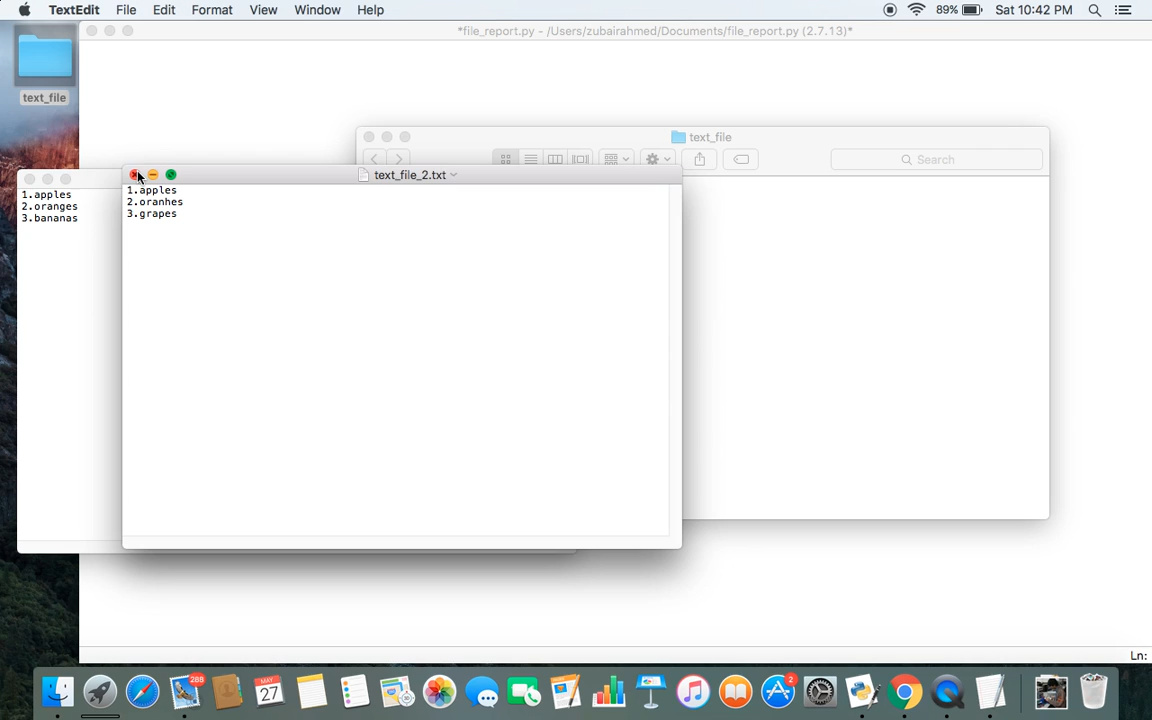 TextEdit File Edit Format View Window Help 89% Sat 10:42 PM
*file_report.py - /Users/zubairahmed/Documents/file_report.py (2.7.13)*
text_file
text_file
Search
1.apples
2.oranges
3.bananas
text_file_2.txt
1.apples
2.oranhes
3.grapes
Ln:
288
MAY
27
2